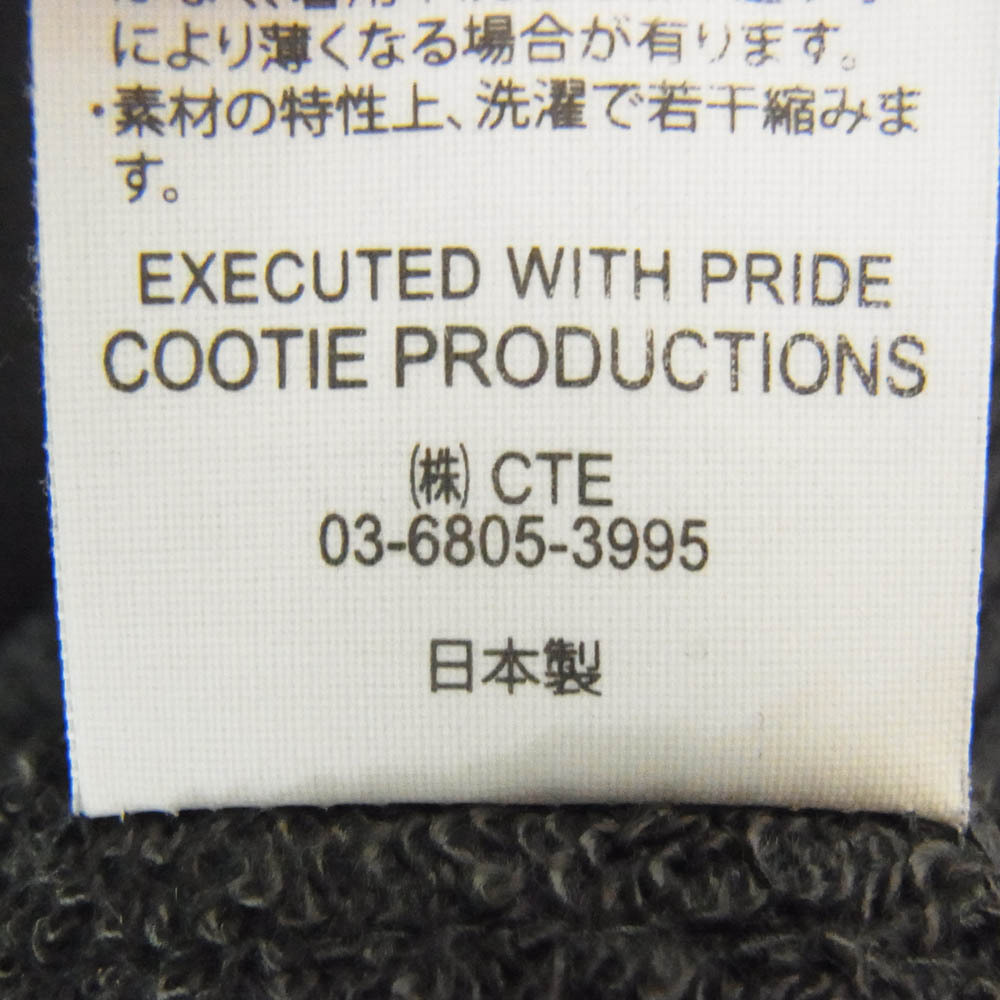 により薄くなる場合が有ります。
・素材の特性上、洗濯で若干縮みま
す。
EXECUTED WITH PRIDE
COOTIE PRODUCTIONS
㈱ CTE
03-6805-3995
日本製